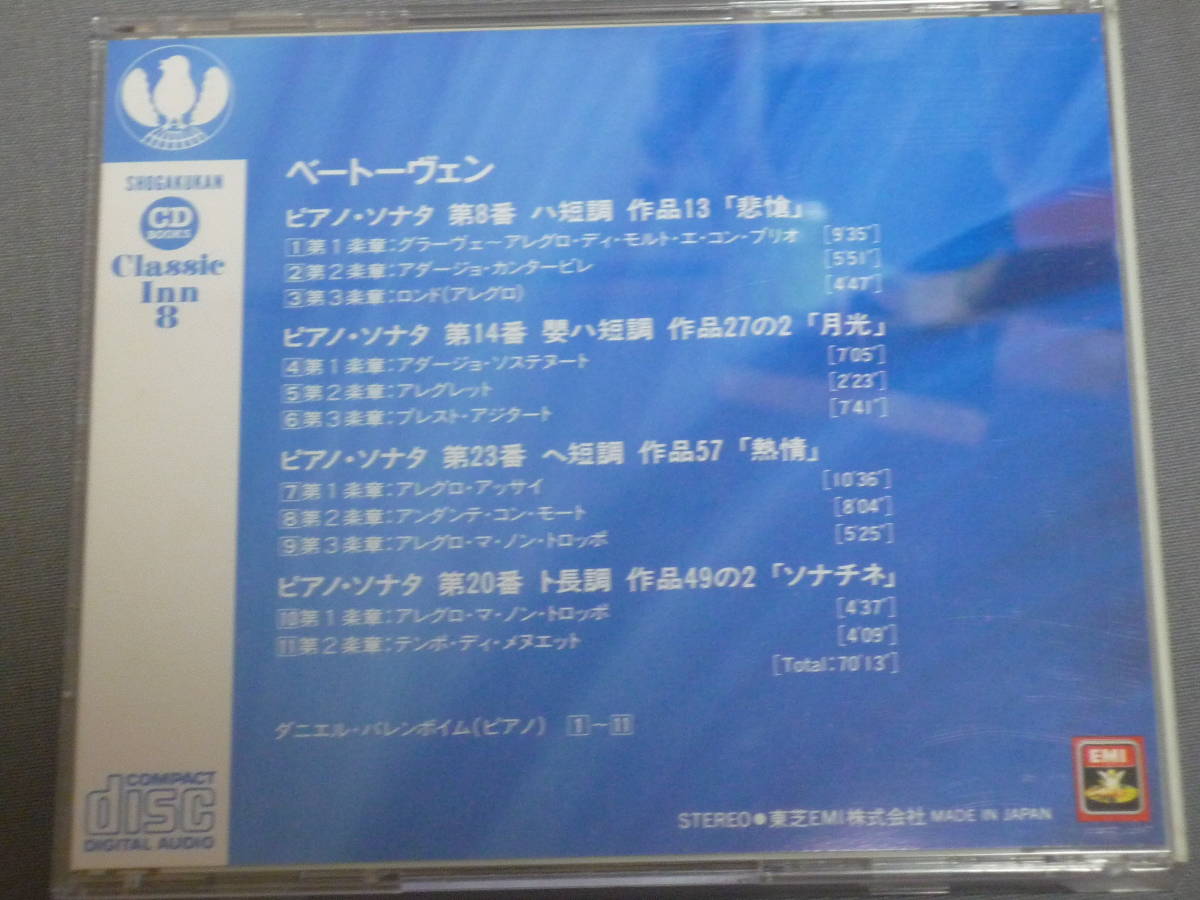 SHOGAKUKAN
CD
BOOKS
Classic
Inn
8
ベートーヴェン
ピアノ・ソナタ 第8番 ハ短調 作品13「悲愴」
1 第1楽章:グラーヴェ~アレグロ・ディ・モルト・エ・コン・ブリオ [9'35"]
2 第2楽章:アダージョ・カンタービレ [5'51"]
3 第3楽章:ロンド(アレグロ) [4'47"]
ピアノ・ソナタ 第14番 嬰ハ短調 作品27の2「月光」
4 第1楽章:アダージョ・ソステヌート [7'05"]
5 第2楽章:アレグレット [2'23"]
6 第3楽章:プレスト・アジタート [7'41"]
ピアノ・ソナタ 第23番 ヘ短調 作品57「熱情」
7 第1楽章:アレグロ・アッサイ [10'36"]
8 第2楽章:アンダンテ・コン・モート [8'04"]
9 第3楽章:アレグロ・マ・ノン・トロッポ [5'25"]
ピアノ・ソナタ 第20番 ト長調 作品49の2「ソナチネ」
10 第1楽章:アレグロ・マ・ノン・トロッポ [4'37"]
11 第2楽章:テンポ・ディ・メヌエット [4'09"]
[Total:70'13"]
ダニエル・バレンボイム(ピアノ) 1~11
EMI
COMPACT
disc
DIGITAL AUDIO
STEREO●東芝EMI株式会社 MADE IN JAPAN